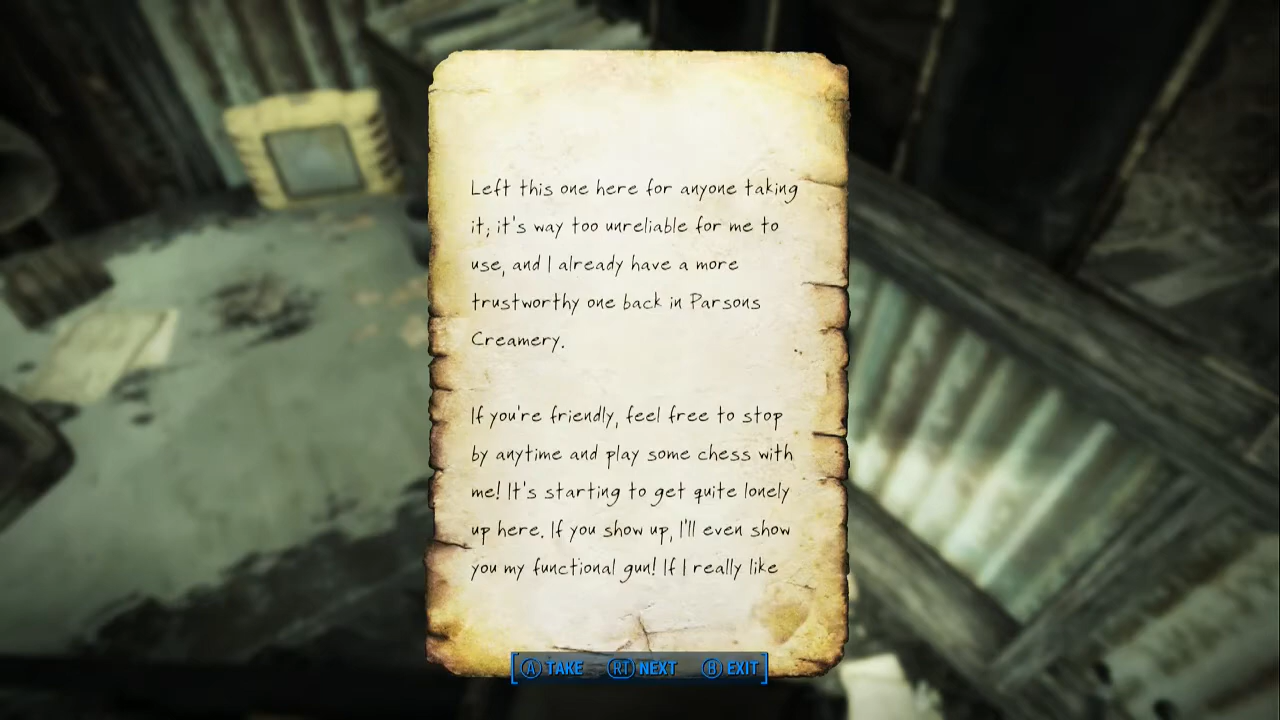 Left this one here for anyone taking
it; it's way too unreliable for me to
use, and I already have a more
trustworthy one back in Parsons
Creamery.
If you're friendly, feel free to stop
by anytime and play some chess with
me! It's starting to get quite lonely
up here. If you show up, I'll even show
you my functional gun! If I really like
A TAKE RT NEXT B EXIT